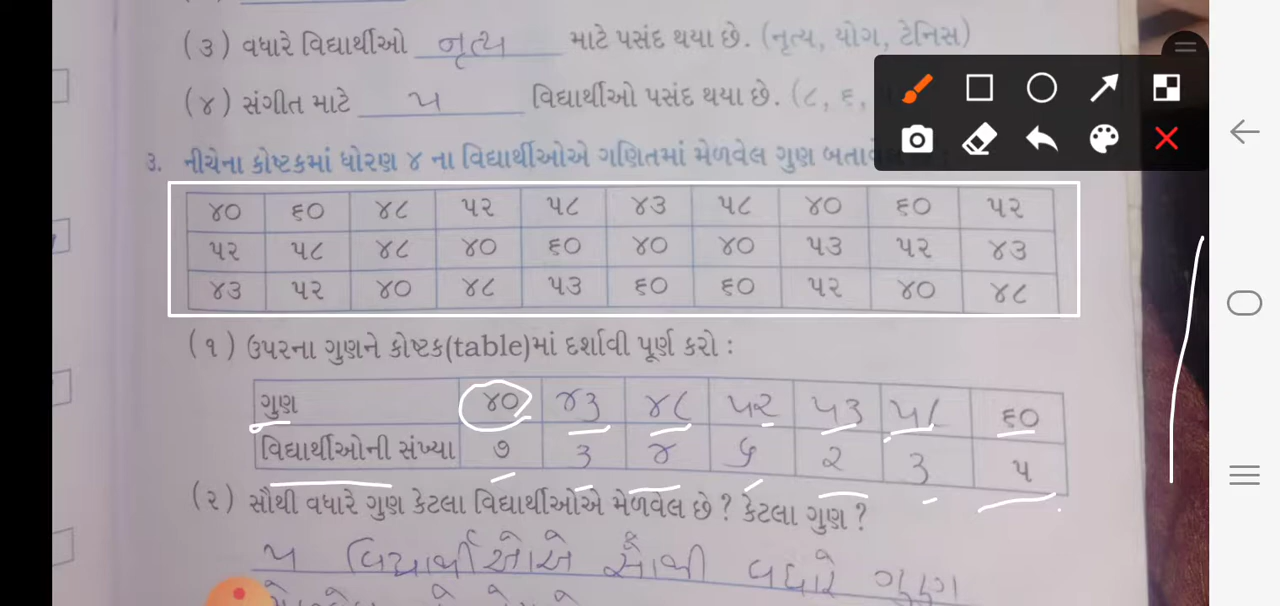 (૩) વધારે વિદ્યાર્થીઓ નૃત્ય માટે પસંદ થયા છે. (નૃત્ય, યોગ, ટેનિસ)
(૪) સંગીત માટે ૫ વિદ્યાર્થીઓ પસંદ થયા છે. (૮, ૬,
૩. નીચેના કોષ્ટકમાં ધોરણ ૪ ના વિદ્યાર્થીઓએ ગણિતમાં મેળવેલ ગુણ
૪૦ ૬૦ ૪૮ ૫૨ ૫૮ ૪૩ ૫૮ ૪૦ ૬૦ ૫૨
૫૨ ૫૮ ૪૮ ૪૦ ૬૦ ૪૦ ૪૦ ૫૩ ૫૨ ૪૩
૪૩ ૫૨ ૪૦ ૪૮ ૫૩ ૬૦ ૬૦ ૫૨ ૪૦ ૪૮
(૧) ઉપરના ગુણને કોષ્ટક(table)માં દર્શાવી પૂર્ણ કરો :
ગુણ ૪૦ ૪૩ ૪૮ ૫૨ ૫૩ ૫૮ ૬૦
વિદ્યાર્થીઓની સંખ્યા ૭ ૩ ૪ ૬ ૨ ૩ ૫
(૨) સૌથી વધારે ગુણ કેટલા વિદ્યાર્થીઓએ મેળવેલ છે ? કેટલા ગુણ ?
૫ વિદ્યાર્થીઓએ સૌથી વધારે ગુણ